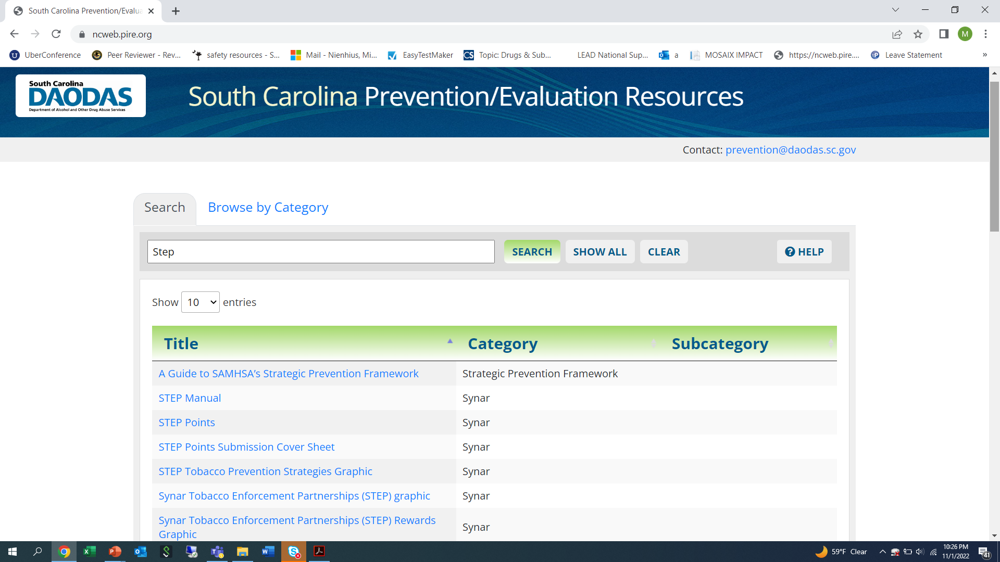 South Carolina Prevention/Evalua
ncweb.pire.org
M
UberConference
Peer Reviewer - Rev...
safety resources - S...
Mail - Nienhius, Mi...
EasyTestMaker
CS
Topic: Drugs & Sub...
LEAD National Sup...
a
MOSAIX IMPACT
https://ncweb.pire....
Leave Statement
»
South Carolina
DAODAS
Department of Alcohol and Other Drug Abuse Services
South Carolina Prevention/Evaluation Resources
Contact: prevention@daodas.sc.gov
Search
Browse by Category
Step
SEARCH
SHOW ALL
CLEAR
? HELP
Show 10 entries
Title Category Subcategory
A Guide to SAMHSA’s Strategic Prevention Framework Strategic Prevention Framework
STEP Manual Synar
STEP Points Synar
STEP Points Submission Cover Sheet Synar
STEP Tobacco Prevention Strategies Graphic Synar
Synar Tobacco Enforcement Partnerships (STEP) graphic Synar
Synar Tobacco Enforcement Partnerships (STEP) Rewards
Graphic Synar
59°F Clear
10:26 PM
11/1/2022
41